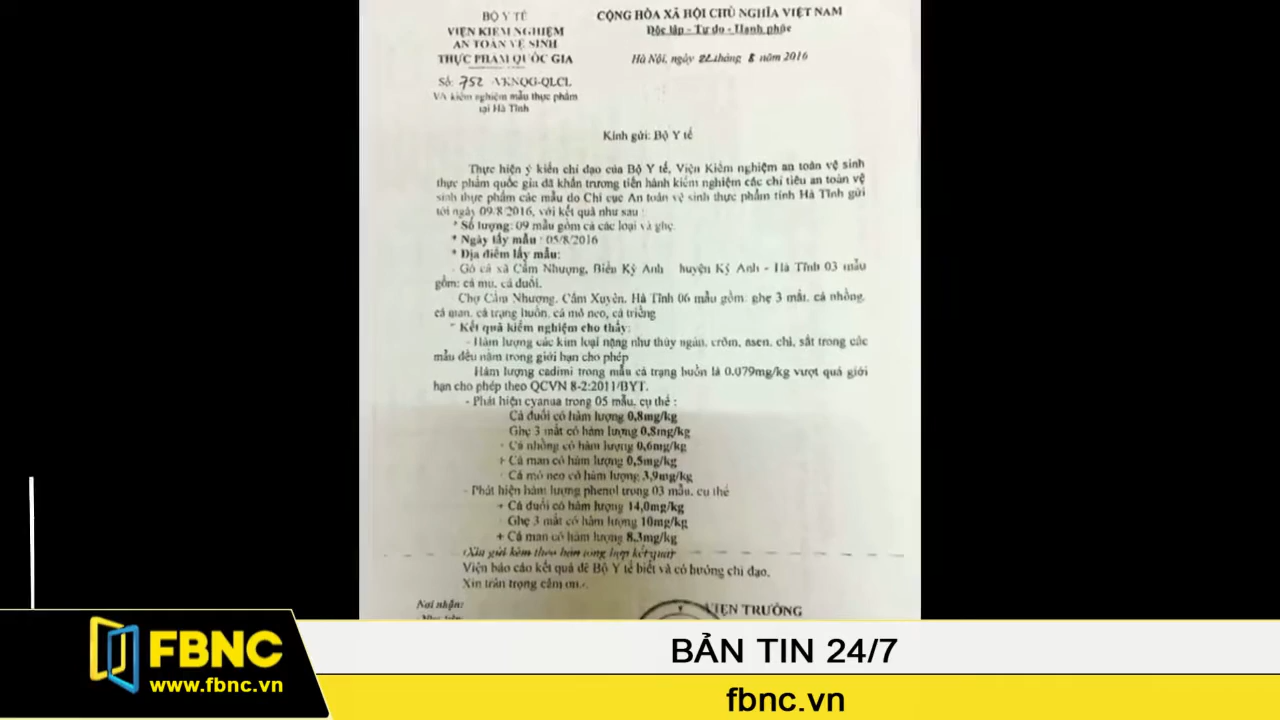 BỘ Y TẾ
VIỆN KIỂM NGHIỆM
AN TOÀN VỆ SINH
THỰC PHẨM QUỐC GIA
Số: 752 /VKNQG-QLCL
V/v kiểm nghiệm mẫu thực phẩm
tại Hà Tĩnh
CỘNG HÒA XÃ HỘI CHỦ NGHĨA VIỆT NAM
Độc lập - Tự do - Hạnh phúc
Hà Nội, ngày tháng 8 năm 2016
Kính gửi: Bộ Y tế
Thực hiện ý kiến chỉ đạo của Bộ Y tế, Viện Kiểm nghiệm an toàn vệ sinh
thực phẩm quốc gia đã khẩn trương tiến hành kiểm nghiệm các chỉ tiêu an toàn vệ
sinh thực phẩm các mẫu do Chi cục An toàn vệ sinh thực phẩm tỉnh Hà Tĩnh gửi
tới ngày 09/8/2016, với kết quả như sau :
* Số lượng: 09 mẫu gồm cá các loại và ghẹ.
* Ngày lấy mẫu : 05/8/2016
* Địa điểm lấy mẫu:
- Gò cá xã Cẩm Nhượng, Biển Kỳ Anh huyện Kỳ Anh - Hà Tĩnh 03 mẫu
gồm: cá mu, cá đuối.
Chợ Cẩm Nhượng, Cẩm Xuyên, Hà Tĩnh 06 mẫu gồm: ghẹ 3 mắt, cá nhồng,
cá man, cá trạng buồn, cá mỏ neo, cá triềng
* Kết quả kiểm nghiệm cho thấy:
- Hàm lượng các kim loại nặng như thủy ngân, crôm, asen, chì, sắt trong các
mẫu đều nằm trong giới hạn cho phép
Hàm lượng cadimi trong mẫu cá trạng buồn là 0.079mg/kg vượt quá giới
hạn cho phép theo QCVN 8-2:2011/BYT.
- Phát hiện cyanua trong 05 mẫu, cụ thể :
Cá đuối có hàm lượng 0,8mg/kg
Ghẹ 3 mắt có hàm lượng 0,8mg/kg
+ Cá nhồng có hàm lượng 0,6mg/kg
+ Cá man có hàm lượng 0,5mg/kg
Cá mỏ neo có hàm lượng 3,9mg/kg
- Phát hiện hàm lượng phenol trong 03 mẫu, cụ thể
+ Cá đuối có hàm lượng 14,0mg/kg
Ghẹ 3 mắt có hàm lượng 10mg/kg
+ Cá man có hàm lượng 8,3mg/kg
(Xin gửi kèm theo bản tổng hợp kết quả)
Viện báo cáo kết quả để Bộ Y tế biết và có hướng chỉ đạo.
Xin trân trọng cảm ơn./.
Nơi nhận:
Như trên
VIỆN TRƯỞNG
FBNC
www.fbnc.vn
BẢN TIN 24/7
fbnc.vn